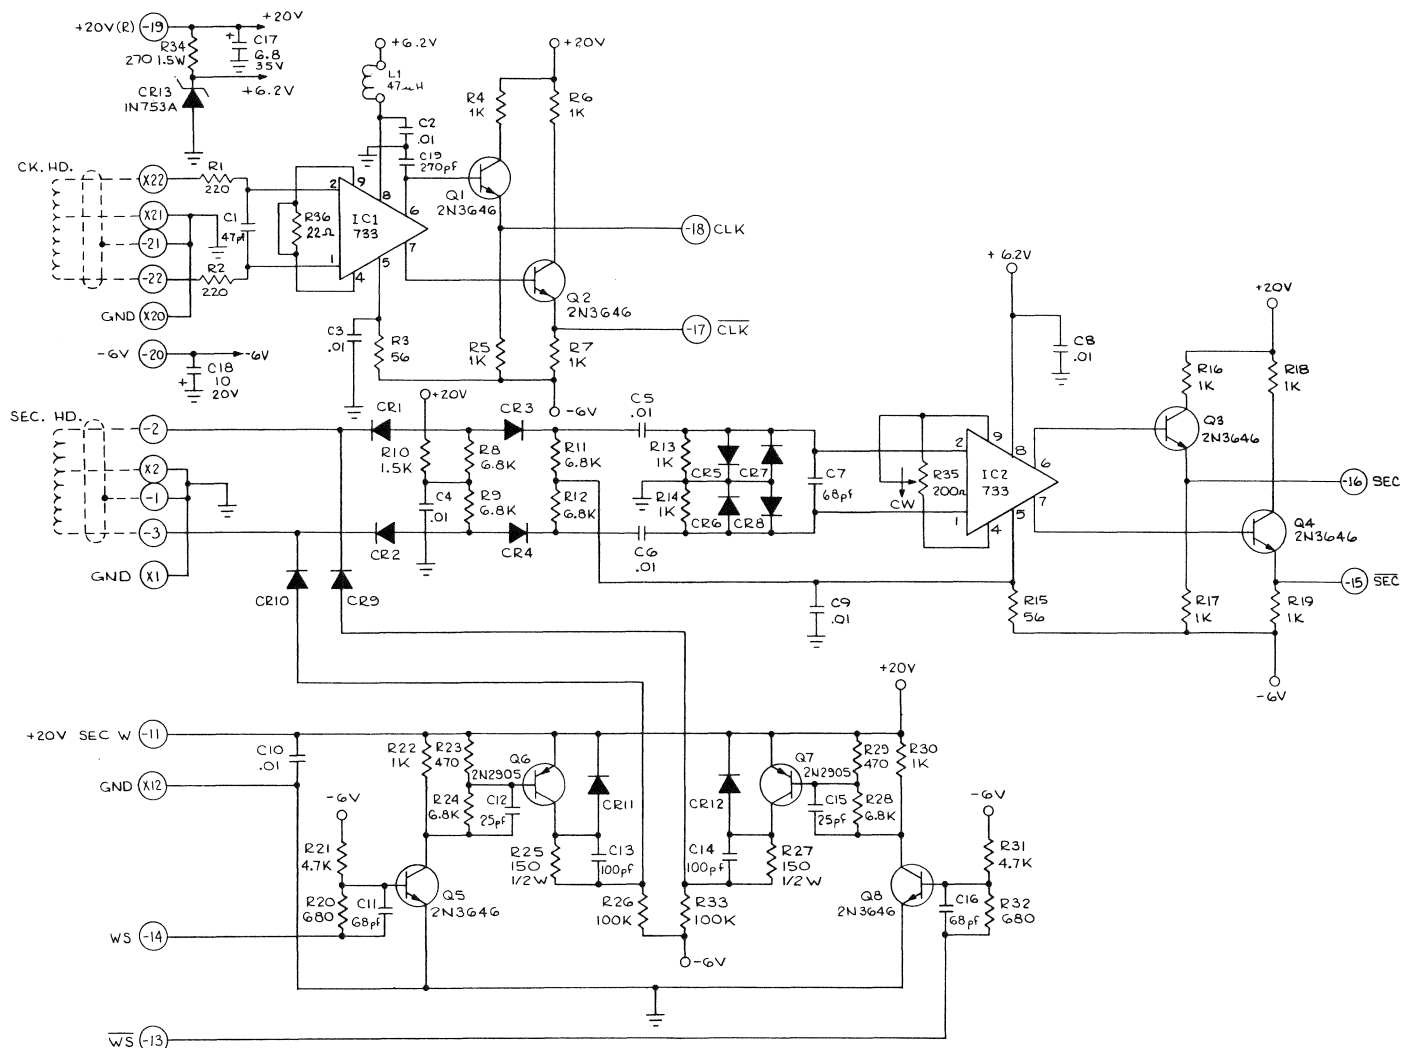 +20V(R) -19
+20V
R34
270 1.5W
C17
6.8
35V
+6.2V
CR13
1N753A
+6.2V
L1
47µH
+20V
R4
1K
R6
1K
C2
.01
C19
270pf
CK. HD.
X22
R1
220
X21
-21
C1
47pf
-22
R2
220
GND X20
2
9
8
R36
22Ω
IC1
733
6
7
1
4
5
Q1
2N3646
-18 CLK
Q2
2N3646
-17 CLK
C3
.01
R3
56
R5
1K
R7
1K
-6V
-6V -20
-6V
C18
10
20V
SEC. HD.
-2
X2
-1
-3
GND X1
CR1
+20V
CR3
R10
1.5K
R8
6.8K
R9
6.8K
C4
.01
CR2
CR4
R11
6.8K
R12
6.8K
C5
.01
C6
.01
R13
1K
R14
1K
CR5
CR7
CR6
CR8
C7
68pf
CR10
CR9
+6.2V
C8
.01
2
9
8
R35
200Ω
CW
IC2
733
6
7
1
4
5
C9
.01
R15
56
+20V
R16
1K
R18
1K
Q3
2N3646
-16 SEC
Q4
2N3646
-15 SEC
R17
1K
R19
1K
-6V
+20V
+20V SEC W -11
C10
.01
GND X12
R22
1K
R23
470
Q6
2N2905
R24
6.8K
C12
25pf
CR11
-6V
R21
4.7K
R20
680
C11
68pf
Q5
2N3646
WS -14
R25
150
1/2W
C13
100pf
R26
100K
R33
100K
-6V
CR12
C14
100pf
Q7
2N2905
R27
150
1/2W
R29
470
R30
1K
C15
25pf
R28
6.8K
-6V
R31
4.7K
Q8
2N3646
C16
68pf
R32
680
WS -13